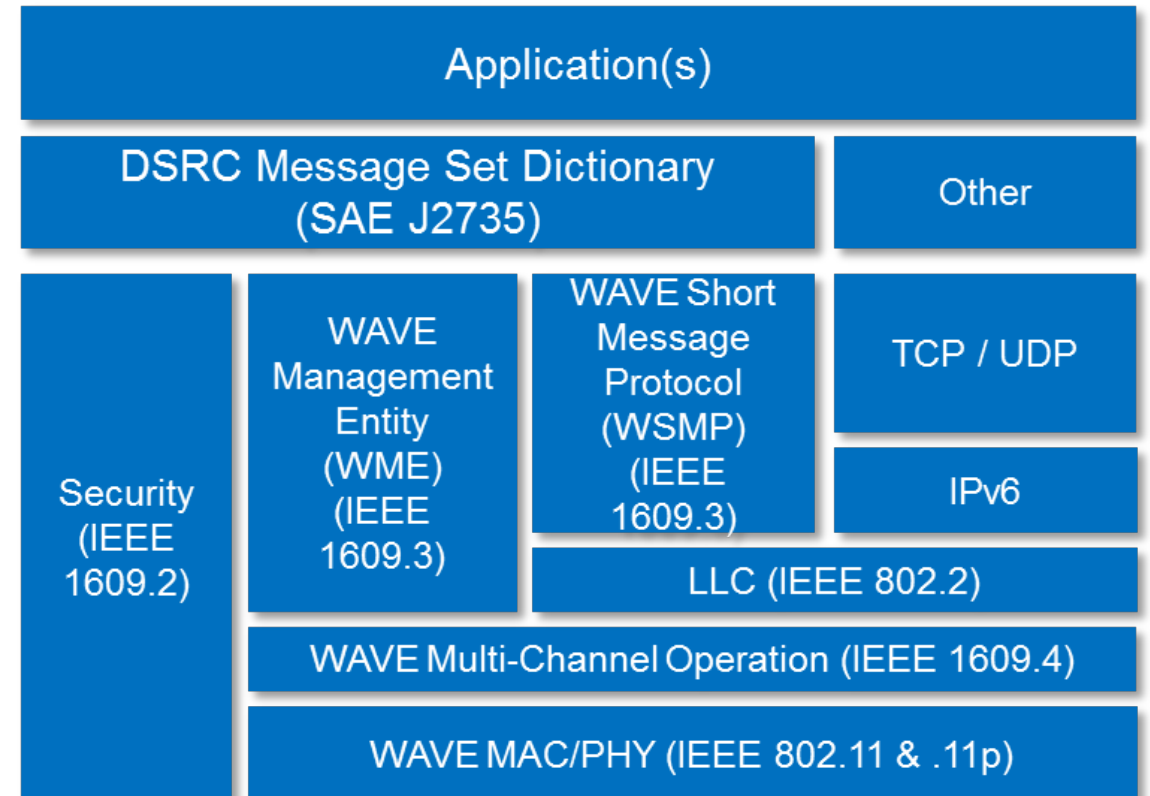 Application(s)
DSRC Message Set Dictionary
(SAE J2735)
Other
Security
(IEEE
1609.2)
WAVE
Management
Entity
(WME)
(IEEE
1609.3)
WAVE Short
Message
Protocol
(WSMP)
(IEEE
1609.3)
TCP / UDP
IPv6
LLC (IEEE 802.2)
WAVE Multi-Channel Operation (IEEE 1609.4)
WAVE MAC/PHY (IEEE 802.11 & .11p)